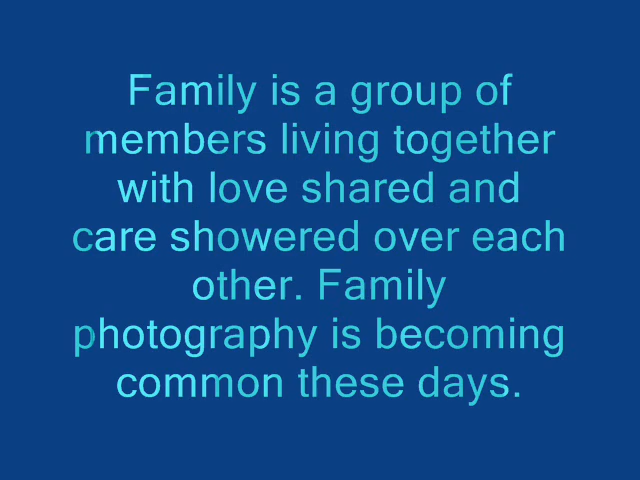 Family is a group of
members living together
with love shared and
care showered over each
other. Family
photography is becoming
common these days.